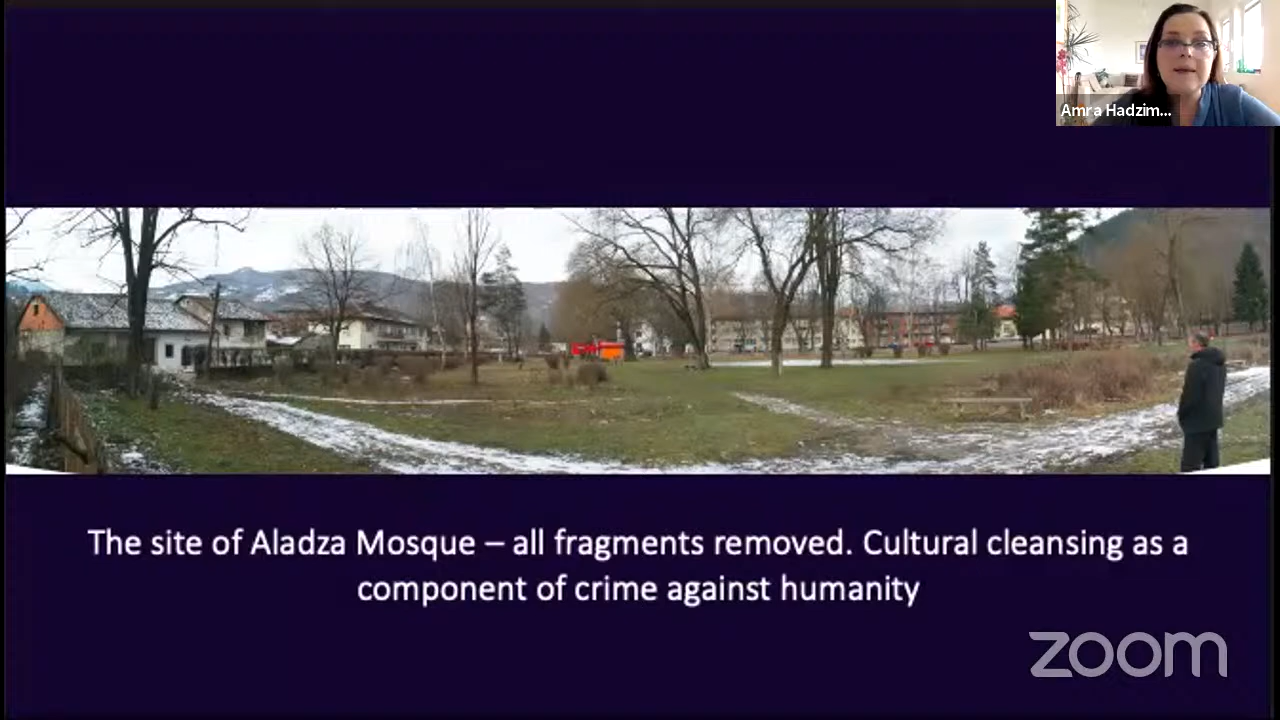 Amra Hadzim...
The site of Aladza Mosque – all fragments removed. Cultural cleansing as a
component of crime against humanity
zoom